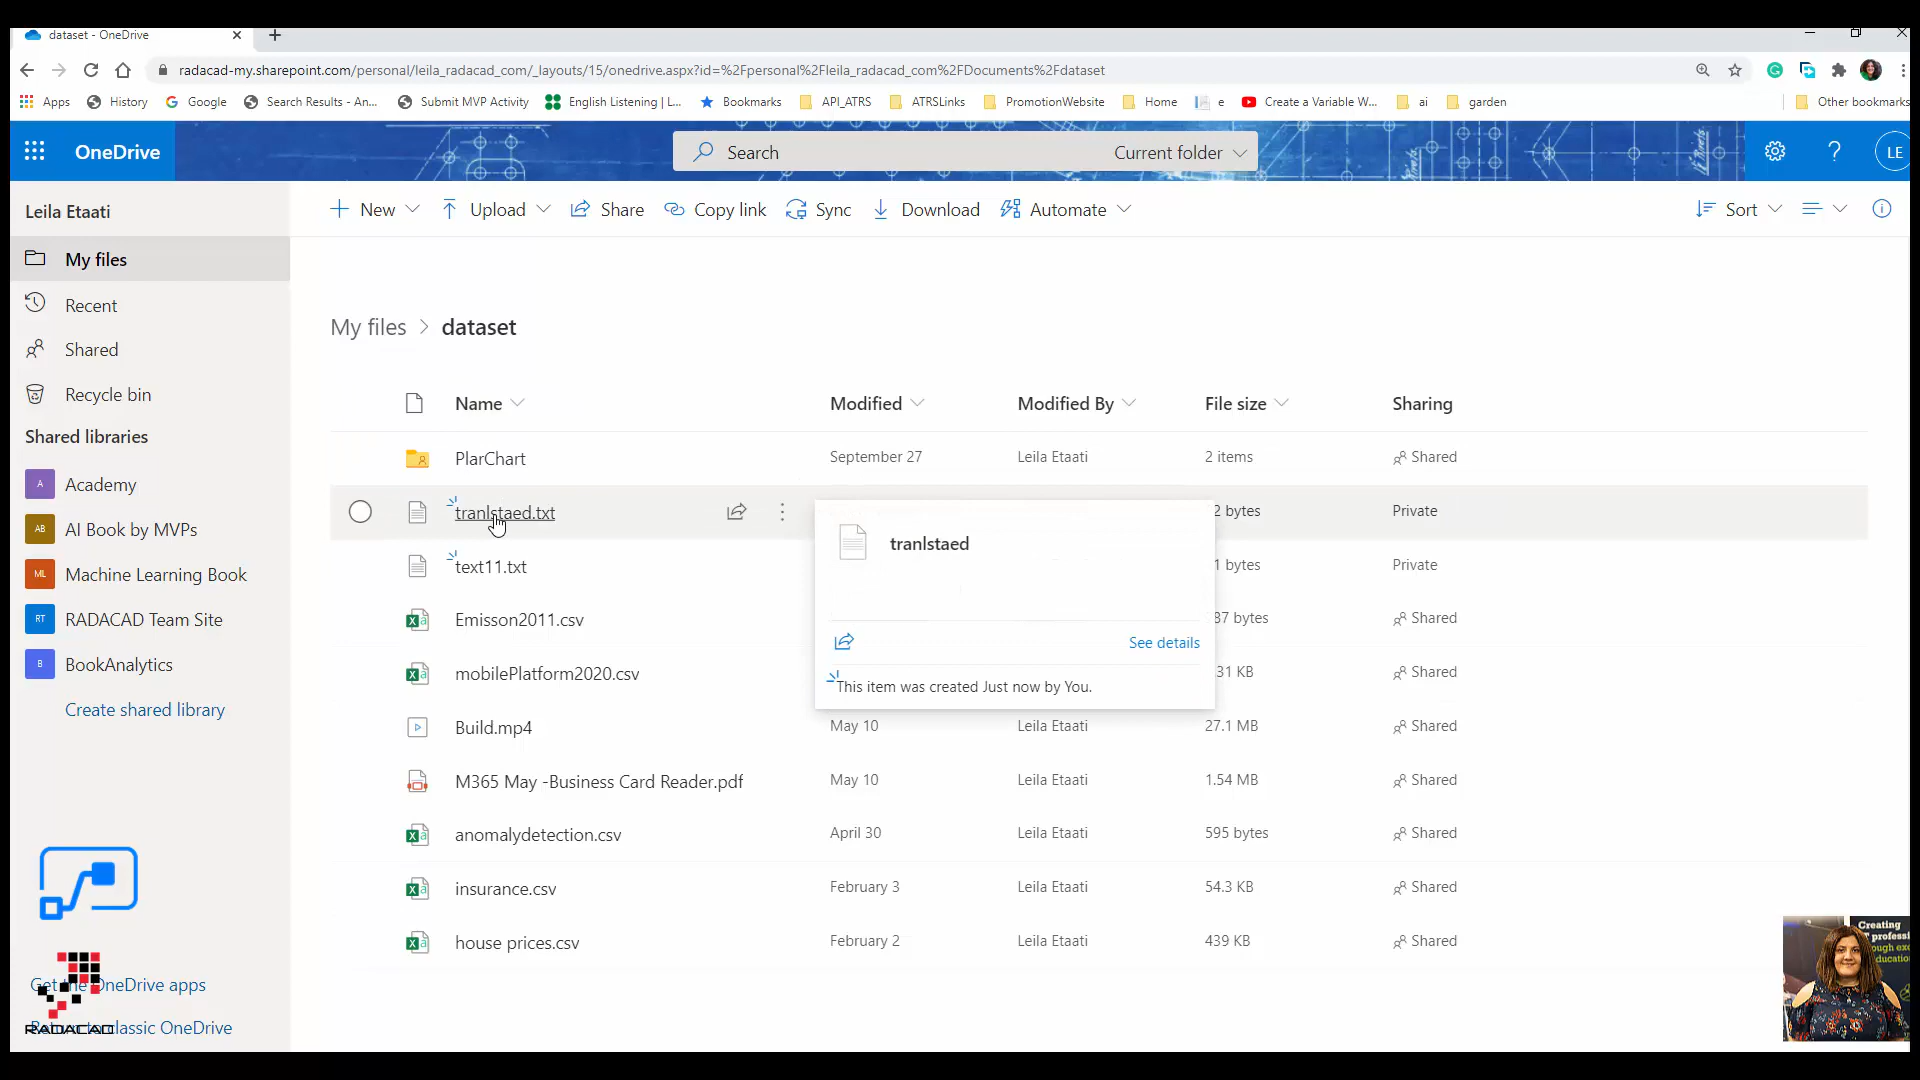 dataset - OneDrive
radacad-my.sharepoint.com/personal/leila_radacad_com/_layouts/15/onedrive.aspx?id=%2Fpersonal%2Fleila_radacad_com%2FDocuments%2Fdataset
Apps History Google Search Results - An... Submit MVP Activity English Listening | L... Bookmarks API_ATRS ATRSLinks PromotionWebsite Home e Create a Variable W... ai garden Other bookmarks
OneDrive Search Current folder ? LE
Leila Etaati
New Upload Share Copy link Sync Download Automate Sort
My files
Recent
Shared
Recycle bin
Shared libraries
A Academy
AB AI Book by MVPs
ML Machine Learning Book
RT RADACAD Team Site
B BookAnalytics
Create shared library
Get the OneDrive apps
classic OneDrive
RADACAD
My files > dataset
Name Modified Modified By File size Sharing
PlarChart September 27 Leila Etaati 2 items Shared
tranlstaed.txt 2 bytes Private
text11.txt 1 bytes Private
Emisson2011.csv 87 bytes Shared
mobilePlatform2020.csv 31 KB Shared
Build.mp4 May 10 Leila Etaati 27.1 MB Shared
M365 May -Business Card Reader.pdf May 10 Leila Etaati 1.54 MB Shared
anomalydetection.csv April 30 Leila Etaati 595 bytes Shared
insurance.csv February 3 Leila Etaati 54.3 KB Shared
house prices.csv February 2 Leila Etaati 439 KB Shared
tranlstaed
See details
This item was created Just now by You.
Creating